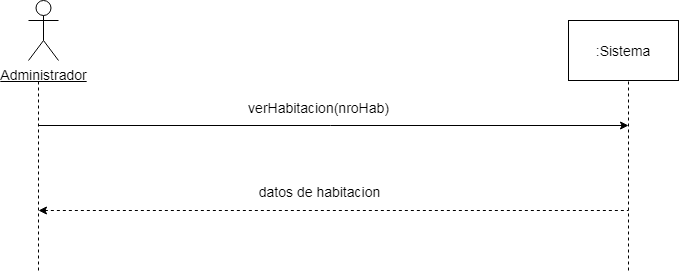 Administrador
:Sistema
verHabitacion(nroHab)
datos de habitacion